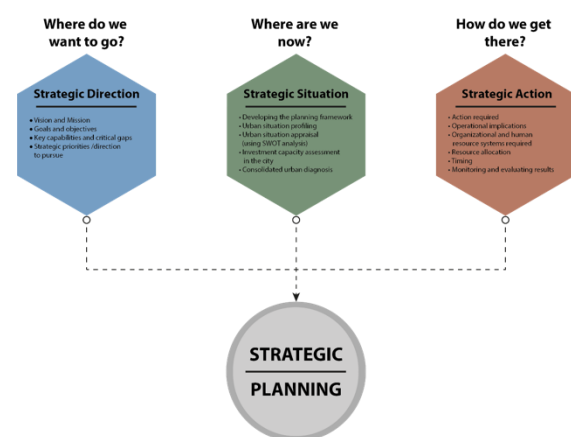 Where do we
want to go?
Strategic Direction
• Vision and Mission
• Goals and objectives
• Key capabilities and critical gaps
• Strategic priorities /direction
to pursue
Where are we
now?
Strategic Situation
• Developing the planning framework
• Urban situation profiling
• Urban situation appraisal
(using SWOT analysis)
• Investment capacity assessment
in the city
• Consolidated urban diagnosis
How do we get
there?
Strategic Action
• Action required
• Operational implications
• Organizational and human
resource systems required
• Resource allocation
• Timing
• Monitoring and evaluating results
STRATEGIC
PLANNING